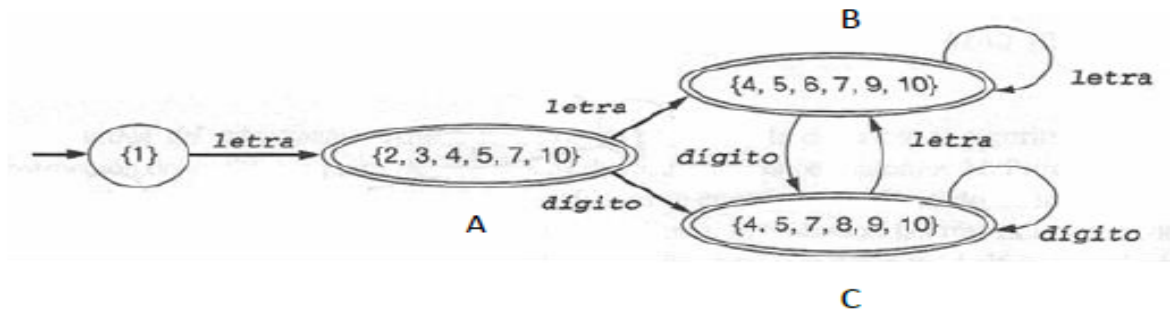 B
letra
{4, 5, 6, 7, 9, 10}
letra
{1}
letra
{2, 3, 4, 5, 7, 10}
dígito
letra
dígito
A
{4. 5, 7, 8, 9, 10}
dígito
C